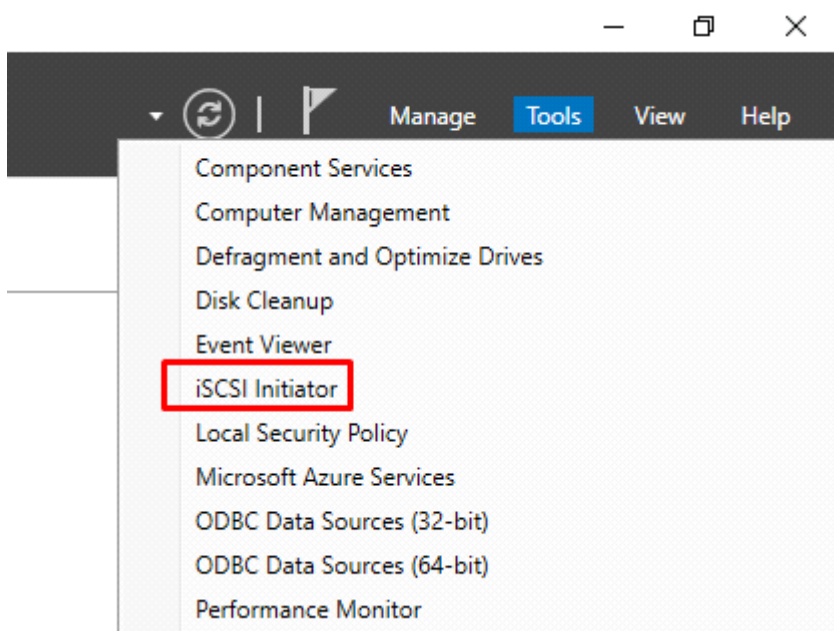 Manage Tools View Help
Component Services
Computer Management
Defragment and Optimize Drives
Disk Cleanup
Event Viewer
iSCSI Initiator
Local Security Policy
Microsoft Azure Services
ODBC Data Sources (32-bit)
ODBC Data Sources (64-bit)
Performance Monitor